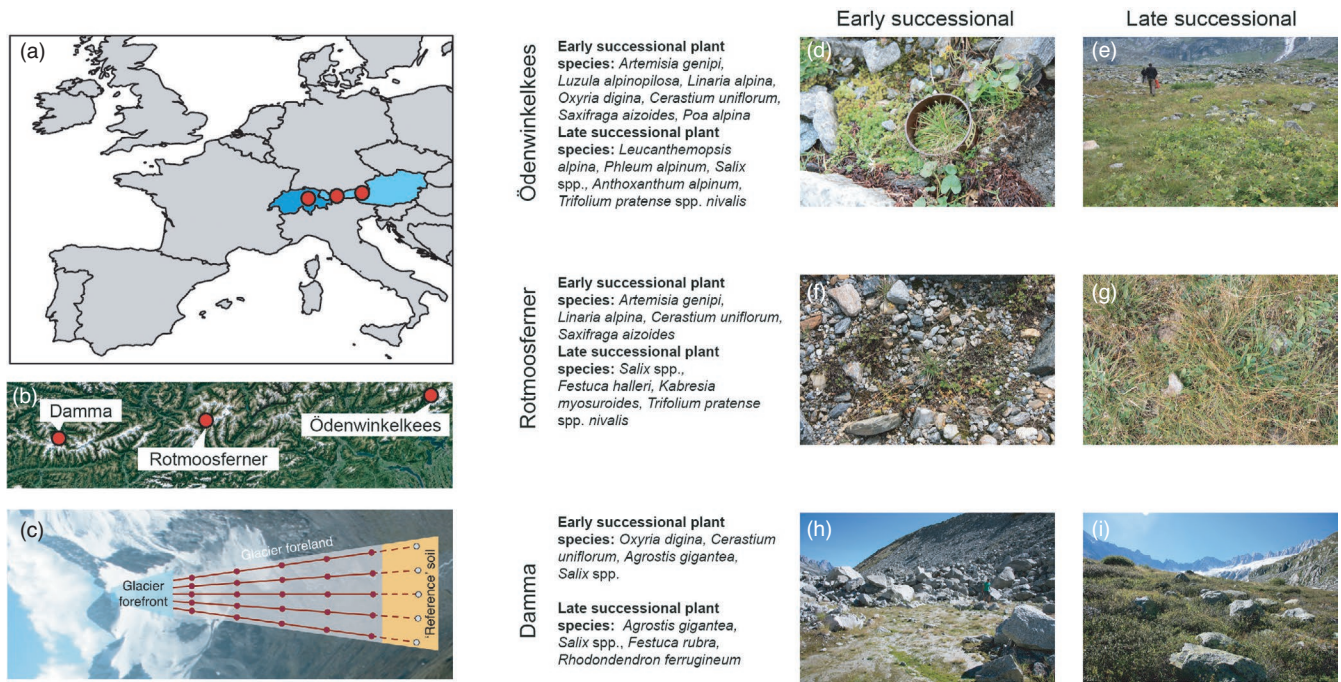 (a)
(b)
Damma
Rotmoosferner
Ödenwinkelkees
(c)
Glacier foreland
Glacier
forefront
'Reference' soil
Early successional
Late successional
Ödenwinkelkees
Early successional plant
species: Artemisia genipi,
Luzula alpinopilosa, Linaria alpina,
Oxyria digina, Cerastium uniflorum,
Saxifraga aizoides, Poa alpina
Late successional plant
species: Leucanthemopsis
alpina, Phleum alpinum, Salix
spp., Anthoxanthum alpinum,
Trifolium pratense spp. nivalis
(d)
(e)
Rotmoosferner
Early successional plant
species: Artemisia genipi,
Linaria alpina, Cerastium uniflorum,
Saxifraga aizoides
Late successional plant
species: Salix spp.,
Festuca halleri, Kabresia
myosuroides, Trifolium pratense
spp. nivalis
(f)
(g)
Damma
Early successional plant
species: Oxyria digina, Cerastium
uniflorum, Agrostis gigantea,
Salix spp.
Late successional plant
species: Agrostis gigantea,
Salix spp., Festuca rubra,
Rhodondendron ferrugineum
(h)
(i)